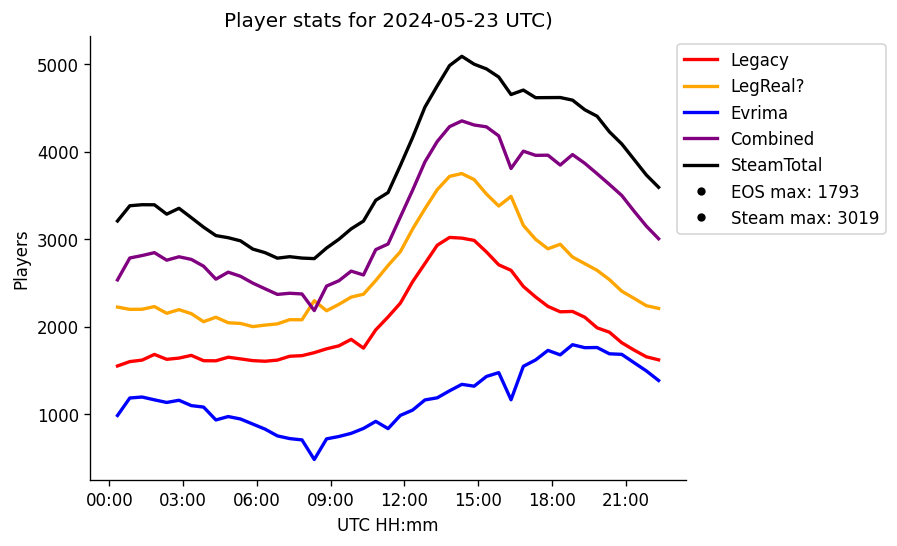 Player stats for 2024-05-23 UTC)
Legacy
LegReal?
Evrima
Combined
SteamTotal
EOS max: 1793
Steam max: 3019
Players
5000
4000
3000
2000
1000
00:00 03:00 06:00 09:00 12:00 15:00 18:00 21:00
UTC HH:mm